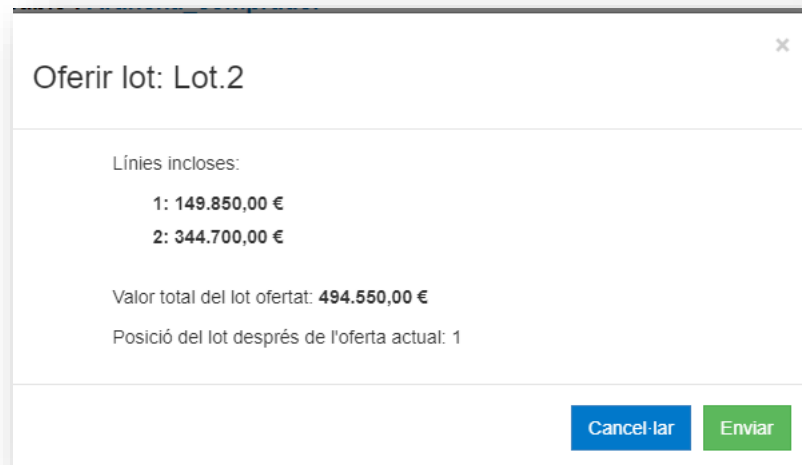 ×
Oferir lot: Lot.2
Línies incloses:
1: 149.850,00 €
2: 344.700,00 €
Valor total del lot ofertat: 494.550,00 €
Posició del lot després de l'oferta actual: 1
Cancel·lar Enviar